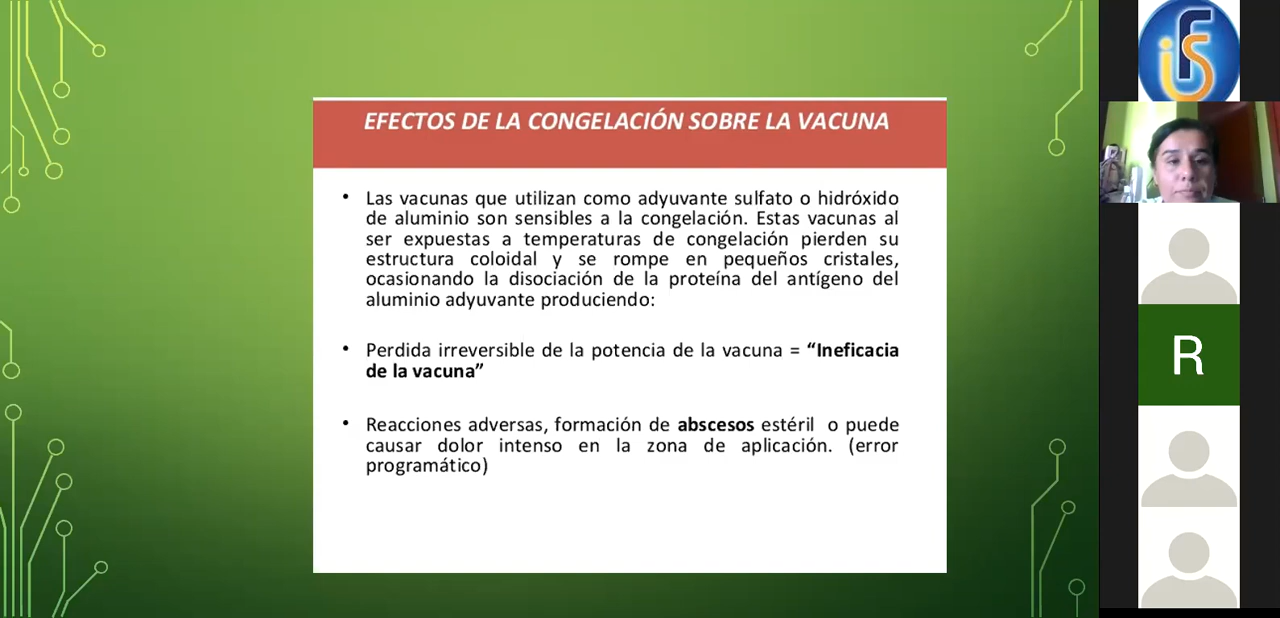 EFECTOS DE LA CONGELACIÓN SOBRE LA VACUNA
• Las vacunas que utilizan como adyuvante sulfato o hidróxido
de aluminio son sensibles a la congelación. Estas vacunas al
ser expuestas a temperaturas de congelación pierden su
estructura coloidal y se rompe en pequeños cristales,
ocasionando la disociación de la proteína del antígeno del
aluminio adyuvante produciendo:
• Perdida irreversible de la potencia de la vacuna = “Ineficacia
de la vacuna”
• Reacciones adversas, formación de abscesos estéril o puede
causar dolor intenso en la zona de aplicación. (error
programático)
iFS
R